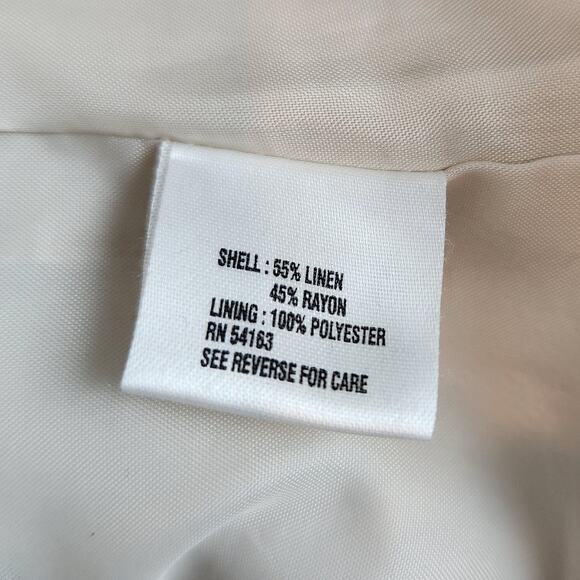 SHELL : 55% LINEN
45% RAYON
LINING : 100% POLYESTER
RN 54163
SEE REVERSE FOR CARE